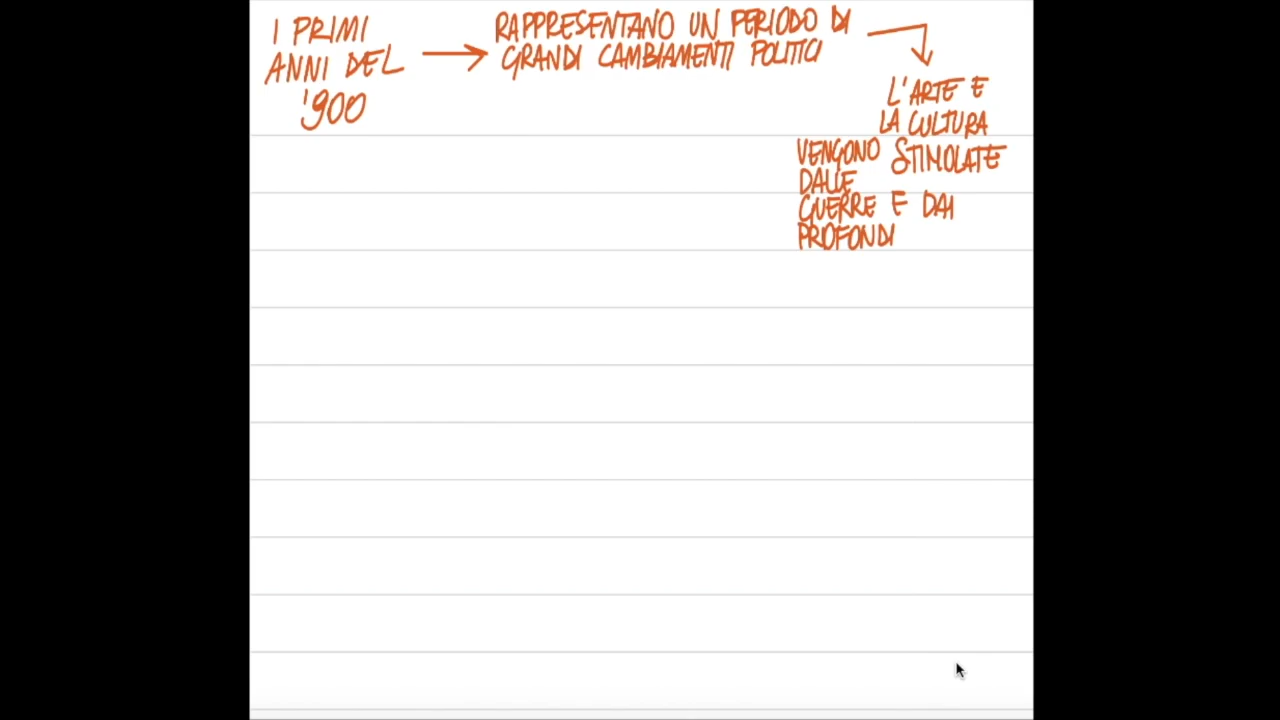 I PRIMI
ANNI DEL
'900
RAPPRESENTANO UN PERIODO DI
GRANDI CAMBIAMENTI POLITICI
L'ARTE E
LA CULTURA
VENGONO STIMOLATE
DALLE
GUERRE E DAI
PROFONDI